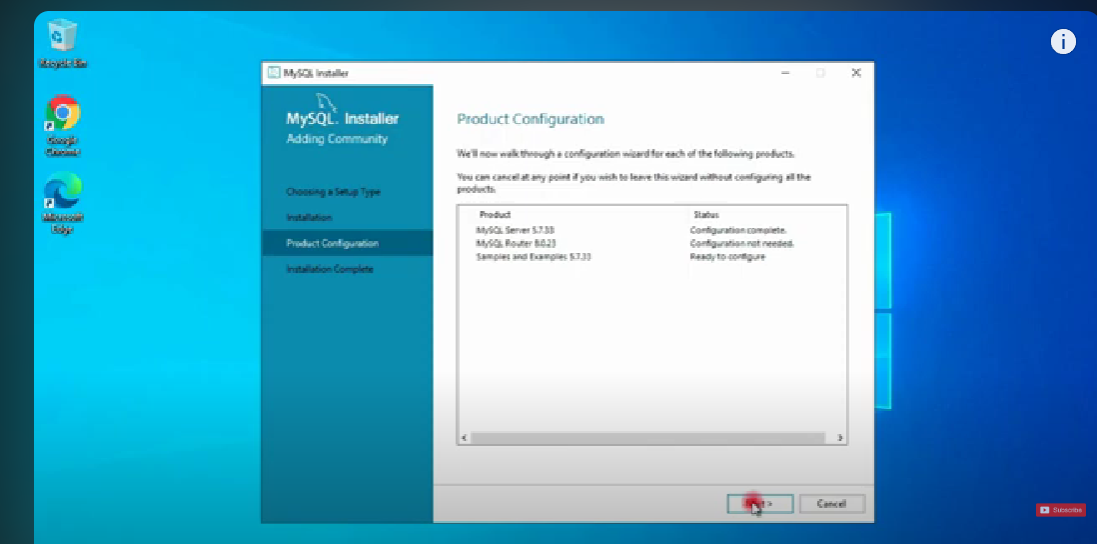 Recycle Bin
Google
Chrome
Microsoft
Edge
MySQL Installer
MySQL. Installer
Adding Community
Choosing a Setup Type
Installation
Product Configuration
Installation Complete
Product Configuration
We'll now walk through a configuration wizard for each of the following products.
You can cancel at any point if you wish to leave this wizard without configuring all the
products.
Product Status
MySQL Server 5.7.33 Configuration complete.
MySQL Router 8.0.23 Configuration not needed.
Samples and Examples 5.7.33 Ready to configure
Cancel
Subscribe